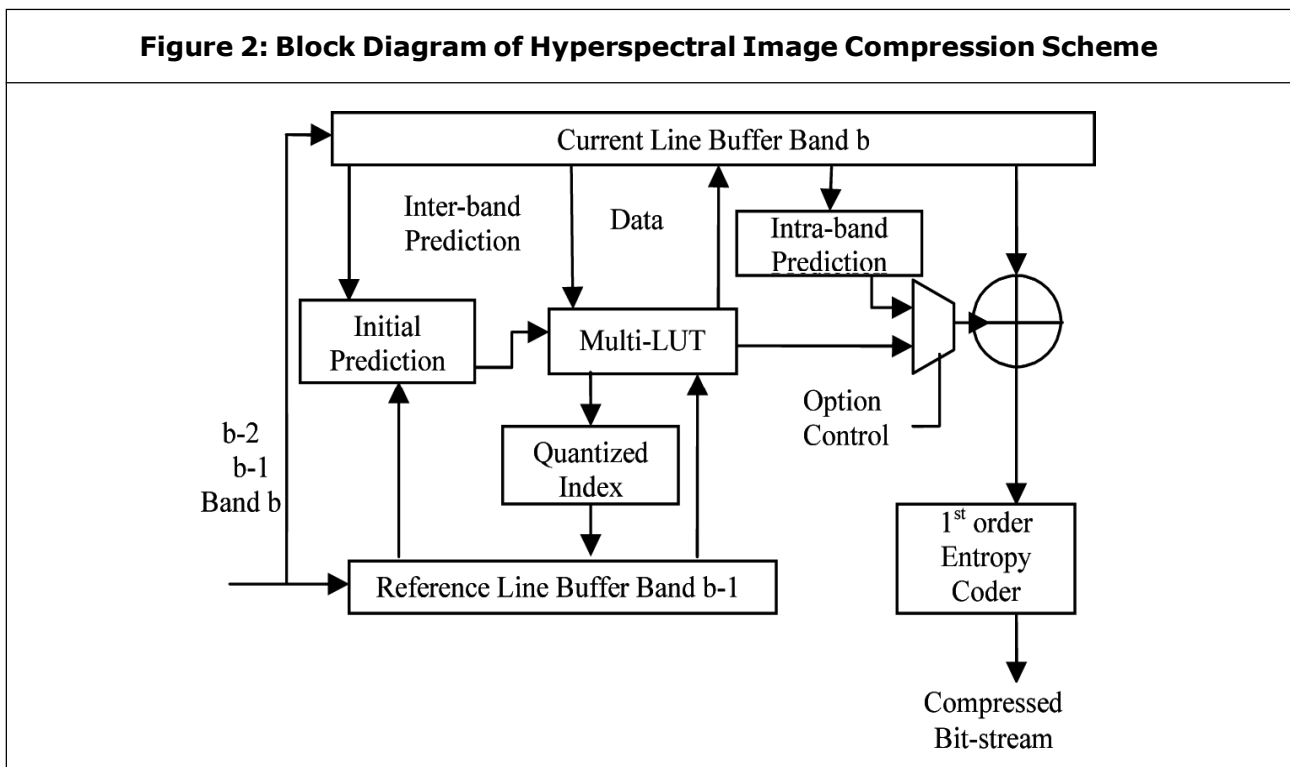 Figure 2: Block Diagram of Hyperspectral Image Compression Scheme
Current Line Buffer Band b
Inter-band
Prediction
Data
Intra-band
Prediction
Initial
Prediction
Multi-LUT
Option
Control
b-2
b-1
Band b
Quantized
Index
1st order
Entropy
Coder
Reference Line Buffer Band b-1
Compressed
Bit-stream